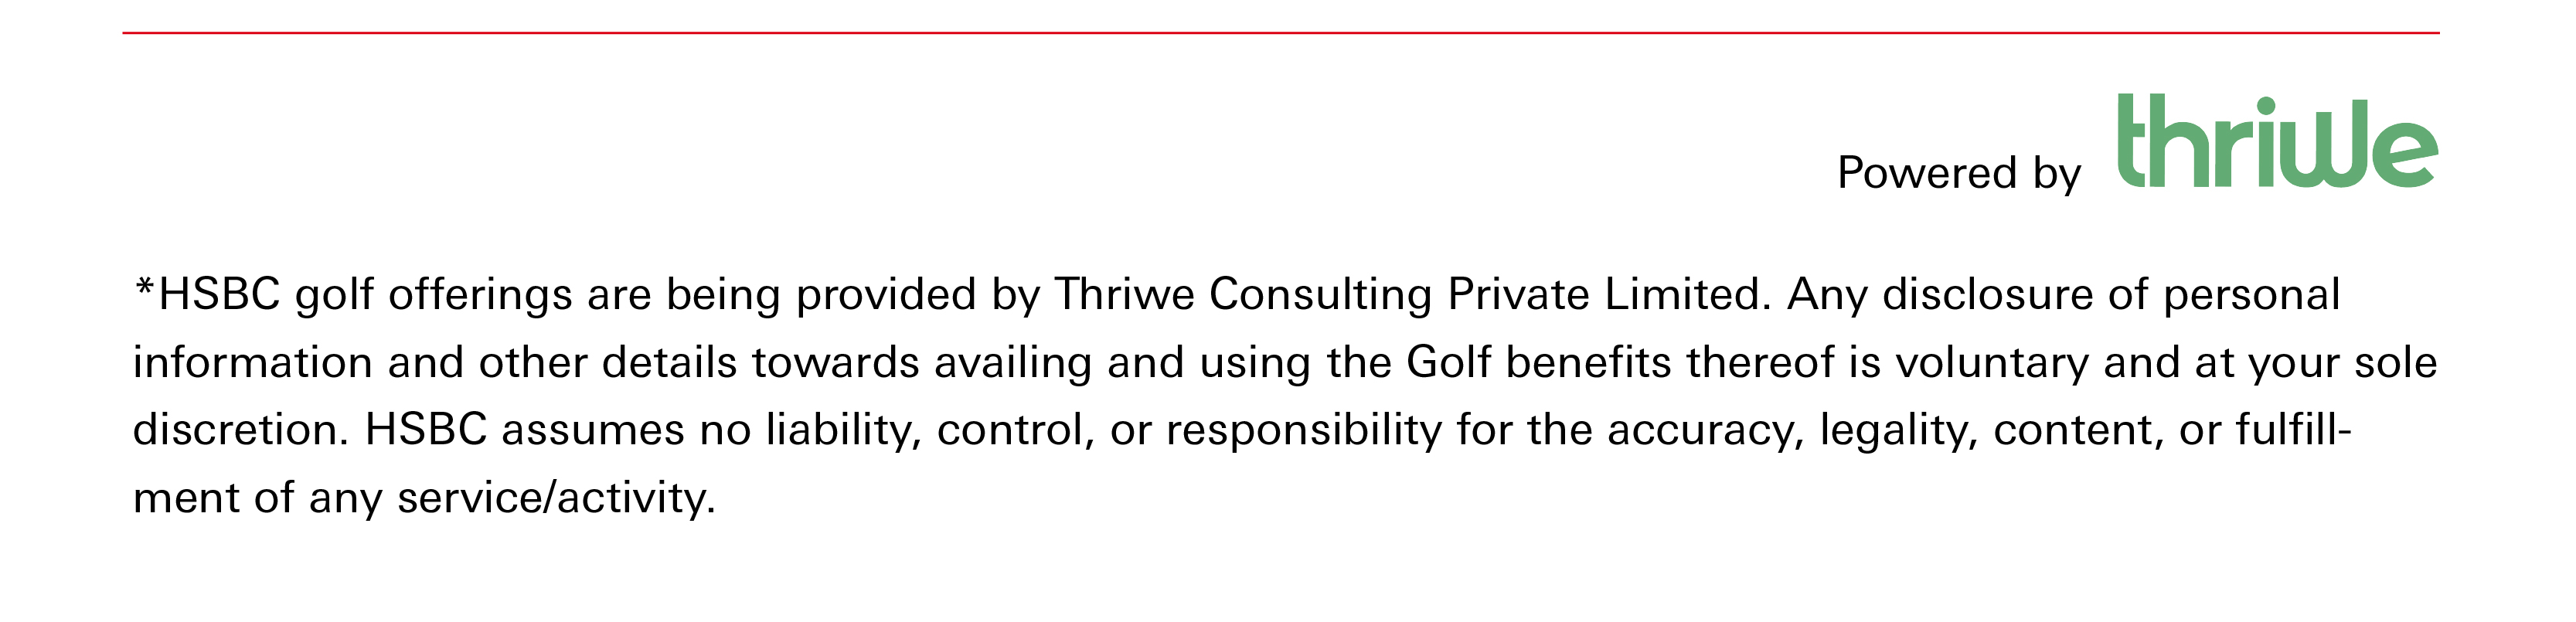 Powered by thriwe
*HSBC golf offerings are being provided by Thriwe Consulting Private Limited. Any disclosure of personal
information and other details towards availing and using the Golf benefits thereof is voluntary and at your sole
discretion. HSBC assumes no liability, control, or responsibility for the accuracy, legality, content, or fulfill-
ment of any service/activity.